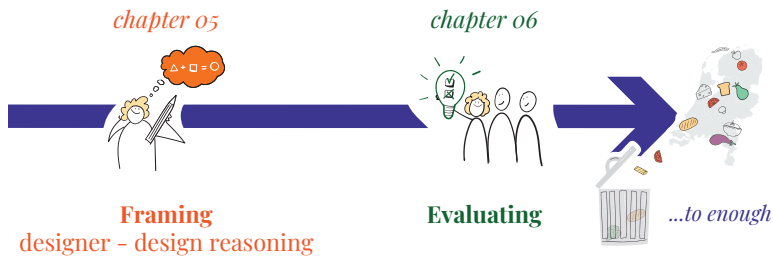 chapter 05
chapter 06
Framing
designer - design reasoning
Evaluating
...to enough